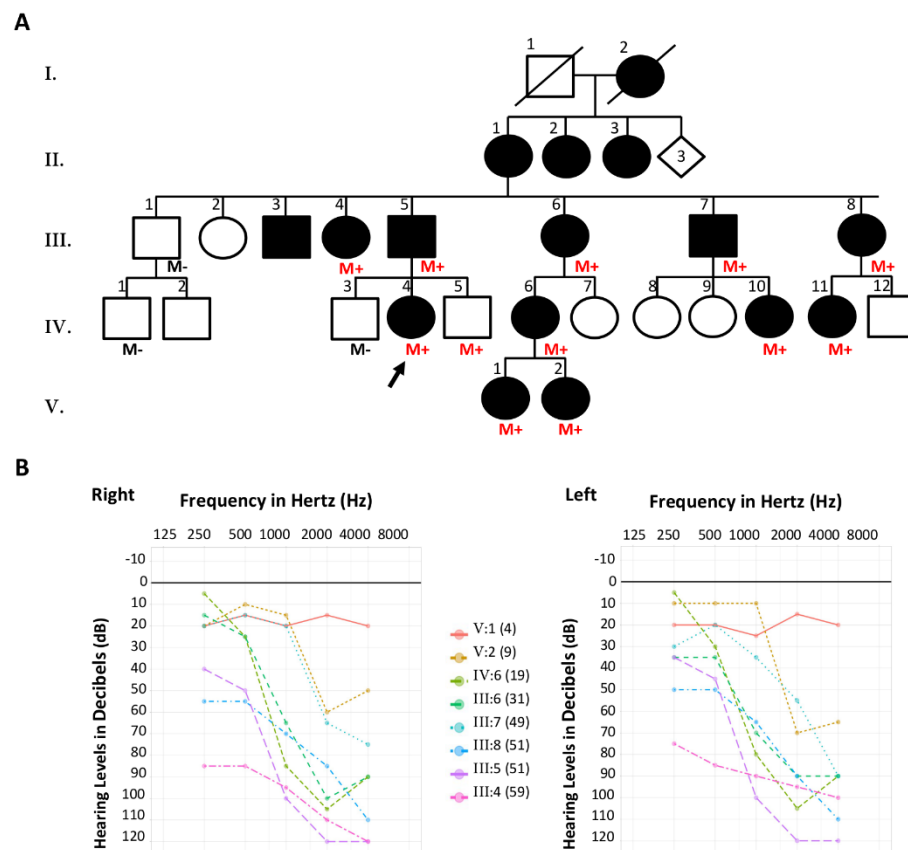 A
I.
1 2
II.
1 2 3 3
III.
1 2 3 4 5 6 7 8
M- M+ M+ M+ M+ M+
IV.
1 2 3 4 5 6 7 8 9 10 11 12
M- M- M+ M+ M+ M+ M+
V.
1 2
M+ M+
B
Right
Frequency in Hertz (Hz)
125 250 500 1000 2000 4000 8000
Hearing Levels in Decibels (dB)
-10
0
10
20
30
40
50
60
70
80
90
100
110
120
V:1 (4)
V:2 (9)
IV:6 (19)
III:6 (31)
III:7 (49)
III:8 (51)
III:5 (51)
III:4 (59)
Left
Frequency in Hertz (Hz)
125 250 500 1000 2000 4000 8000
Hearing Levels in Decibels (dB)
-10
0
10
20
30
40
50
60
70
80
90
100
110
120